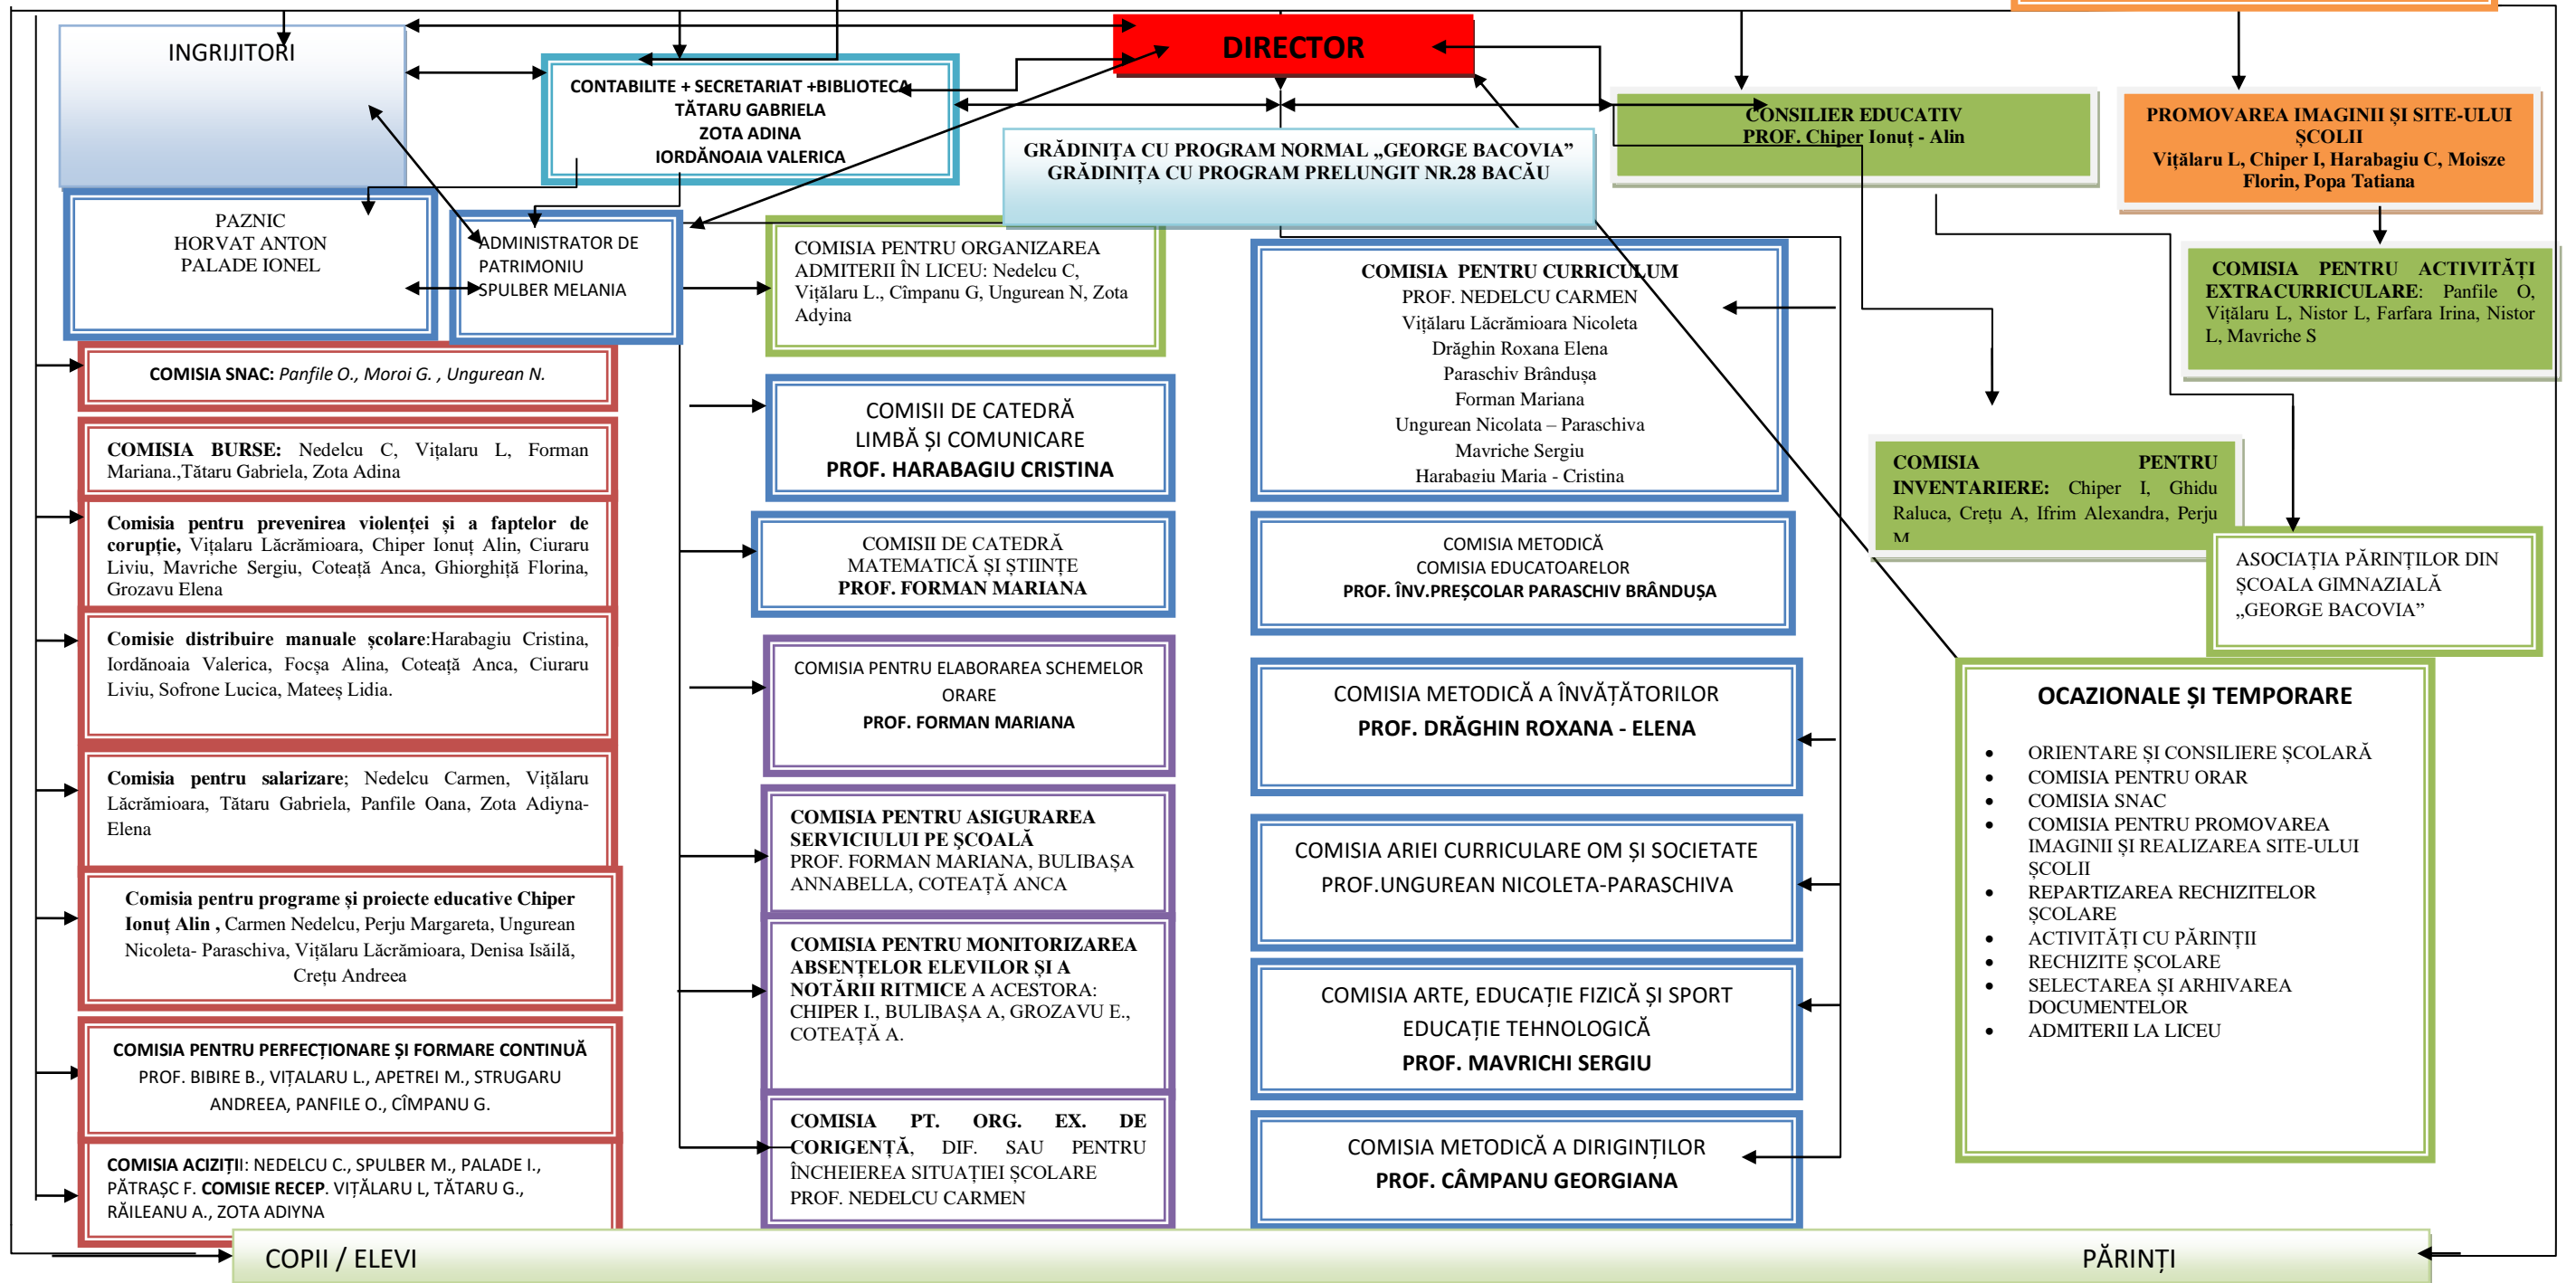 INGRIJITORI
DIRECTOR
CONTABILITE + SECRETARIAT +BIBLIOTECA
TĂTARU GABRIELA
ZOTA ADINA
IORDĂNOAIA VALERICA
GRĂDINIŢA CU PROGRAM NORMAL „GEORGE BACOVIA”
GRĂDINIȚA CU PROGRAM PRELUNGIT NR.28 BACĂU
CONSILIER EDUCATIV
PROF. Chiper Ionuț - Alin
PROMOVAREA IMAGINII ȘI SITE-ULUI
ȘCOLII
Vițălaru L, Chiper I, Harabagiu C, Moisze
Florin, Popa Tatiana
PAZNIC
HORVAT ANTON
PALADE IONEL
ADMINISTRATOR DE
PATRIMONIU
SPULBER MELANIA
COMISIA PENTRU ORGANIZAREA
ADMITERII ÎN LICEU: Nedelcu C,
Vițălaru L., Cîmpanu G, Ungurean N, Zota
Adyina
COMISIA PENTRU CURRICULUM
PROF. NEDELCU CARMEN
Vițălaru Lăcrămioara Nicoleta
Drăghin Roxana Elena
Paraschiv Brândușa
Forman Mariana
Ungurean Nicolata – Paraschiva
Mavriche Sergiu
Harabagiu Maria - Cristina
COMISIA PENTRU ACTIVITĂȚI
EXTRACURRICULARE: Panfile O,
Vițălaru L, Nistor L, Farfara Irina, Nistor
L, Mavriche S
COMISIA SNAC: Panfile O., Moroi G. , Ungurean N.
COMISIA BURSE: Nedelcu C, Vițalaru L, Forman
Mariana.,Tătaru Gabriela, Zota Adina
Comisia pentru prevenirea violenței și a faptelor de
corupție, Vițalaru Lăcrămioara, Chiper Ionuț Alin, Ciuraru
Liviu, Mavriche Sergiu, Coteață Anca, Ghiorghiță Florina,
Grozavu Elena
Comisie distribuire manuale școlare:Harabagiu Cristina,
Iordănoaia Valerica, Focșa Alina, Coteață Anca, Ciuraru
Liviu, Sofrone Lucica, Mateeș Lidia.
Comisia pentru salarizare; Nedelcu Carmen, Vițălaru
Lăcrămioara, Tătaru Gabriela, Panfile Oana, Zota Adiyna-
Elena
Comisia pentru programe și proiecte educative Chiper
Ionuț Alin , Carmen Nedelcu, Perju Margareta, Ungurean
Nicoleta- Paraschiva, Vițălaru Lăcrămioara, Denisa Isăilă,
Crețu Andreea
COMISIA PENTRU PERFECȚIONARE ȘI FORMARE CONTINUĂ
PROF. BIBIRE B., VIȚALARU L., APETREI M., STRUGARU
ANDREEA, PANFILE O., CÎMPANU G.
COMISIA ACIZIȚII: NEDELCU C., SPULBER M., PALADE I.,
PĂTRAȘC F. COMISIE RECEP. VIȚĂLARU L, TĂTARU G.,
RĂILEANU A., ZOTA ADIYNA
COMISII DE CATEDRĂ
LIMBĂ ȘI COMUNICARE
PROF. HARABAGIU CRISTINA
COMISII DE CATEDRĂ
MATEMATICĂ ȘI ȘTIINȚE
PROF. FORMAN MARIANA
COMISIA PENTRU ELABORAREA SCHEMELOR
ORARE
PROF. FORMAN MARIANA
COMISIA PENTRU ASIGURAREA
SERVICIULUI PE ȘCOALĂ
PROF. FORMAN MARIANA, BULIBAȘA
ANNABELLA, COTEAȚĂ ANCA
COMISIA PENTRU MONITORIZAREA
ABSENȚELOR ELEVILOR ȘI A
NOTĂRII RITMICE A ACESTORA:
CHIPER I., BULIBAȘA A, GROZAVU E.,
COTEAȚĂ A.
COMISIA PT. ORG. EX. DE
CORIGENȚĂ, DIF. SAU PENTRU
ÎNCHEIEREA SITUAȚIEI ȘCOLARE
PROF. NEDELCU CARMEN
COMISIA METODICĂ
COMISIA EDUCATOARELOR
PROF. ÎNV.PREȘCOLAR PARASCHIV BRÂNDUȘA
COMISIA METODICĂ A ÎNVĂȚĂTORILOR
PROF. DRĂGHIN ROXANA - ELENA
COMISIA ARIEI CURRICULARE OM ȘI SOCIETATE
PROF.UNGUREAN NICOLETA-PARASCHIVA
COMISIA ARTE, EDUCAȚIE FIZICĂ ȘI SPORT
EDUCAȚIE TEHNOLOGICĂ
PROF. MAVRICHI SERGIU
COMISIA METODICĂ A DIRIGINȚILOR
PROF. CÂMPANU GEORGIANA
COMISIA PENTRU
INVENTARIERE: Chiper I, Ghidu
Raluca, Crețu A, Ifrim Alexandra, Perju
M
ASOCIAȚIA PĂRINȚILOR DIN
ȘCOALA GIMNAZIALĂ
„GEORGE BACOVIA”
OCAZIONALE ȘI TEMPORARE
• ORIENTARE ȘI CONSILIERE ȘCOLARĂ
• COMISIA PENTRU ORAR
• COMISIA SNAC
• COMISIA PENTRU PROMOVAREA
IMAGINII ȘI REALIZAREA SITE-ULUI
ȘCOLII
• REPARTIZAREA RECHIZITELOR
ȘCOLARE
• ACTIVITĂȚI CU PĂRINȚII
• RECHIZITE ȘCOLARE
• SELECTAREA ȘI ARHIVAREA
DOCUMENTELOR
• ADMITERII LA LICEU
COPII / ELEVI
PĂRINȚI